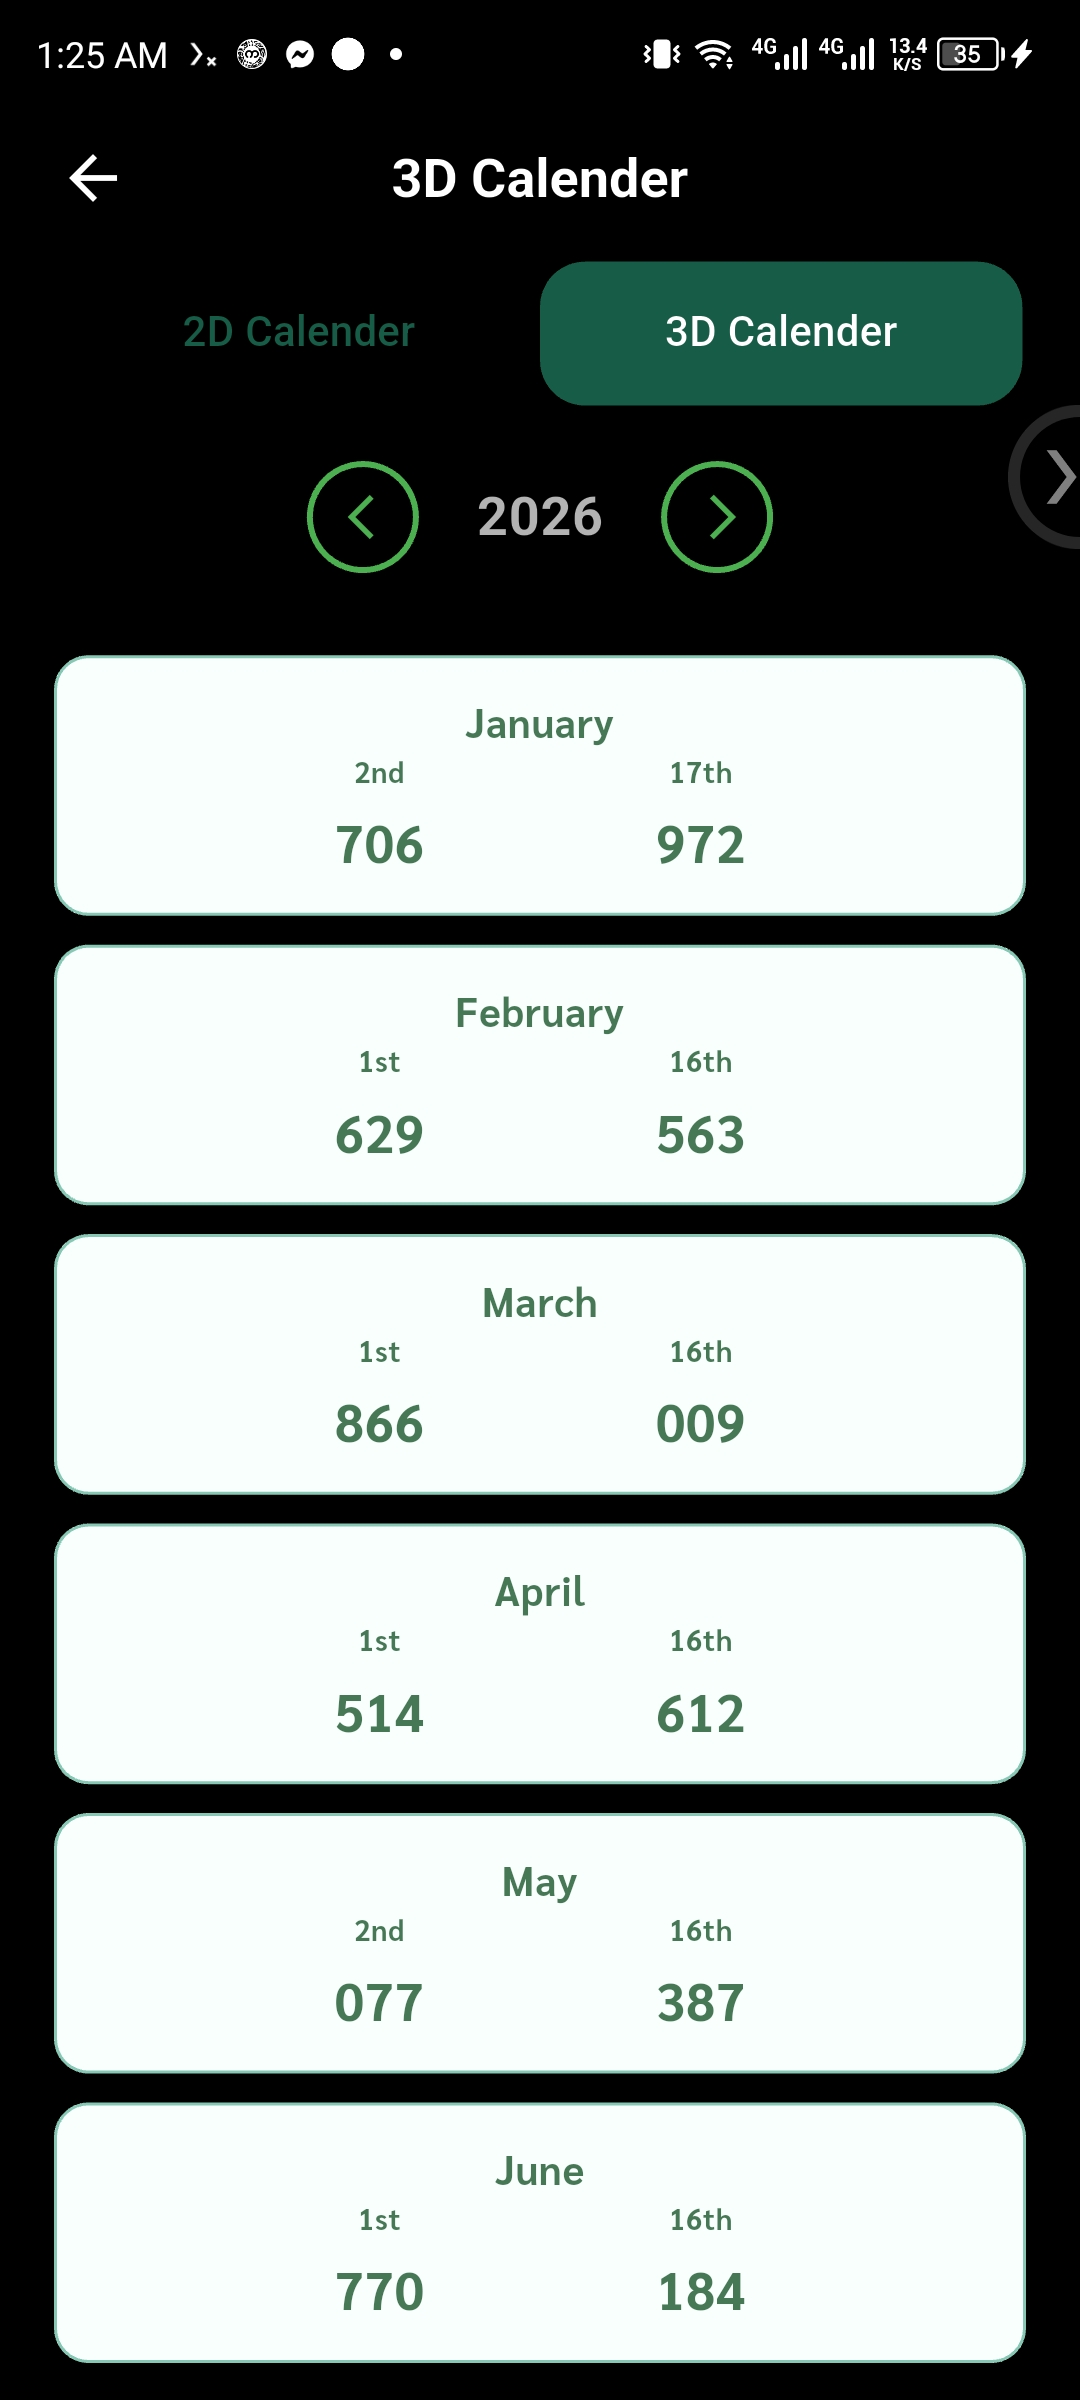 1:25 AM
4G 4G 13.4 K/S 35
3D Calender
2D Calender 3D Calender
2026
January
2nd 17th
706 972
February
1st 16th
629 563
March
1st 16th
866 009
April
1st 16th
514 612
May
2nd 16th
077 387
June
1st 16th
770 184